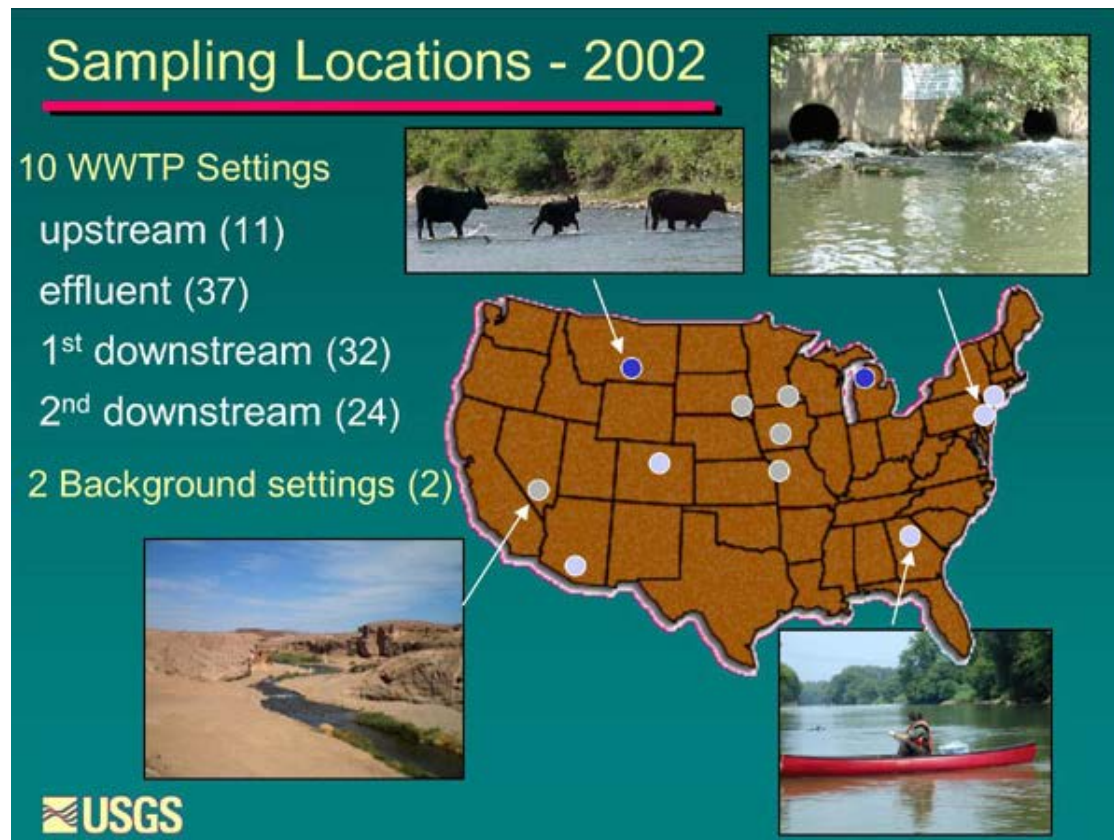 Sampling Locations - 2002
10 WWTP Settings
upstream (11)
effluent (37)
1st downstream (32)
2nd downstream (24)
2 Background settings (2)
USGS